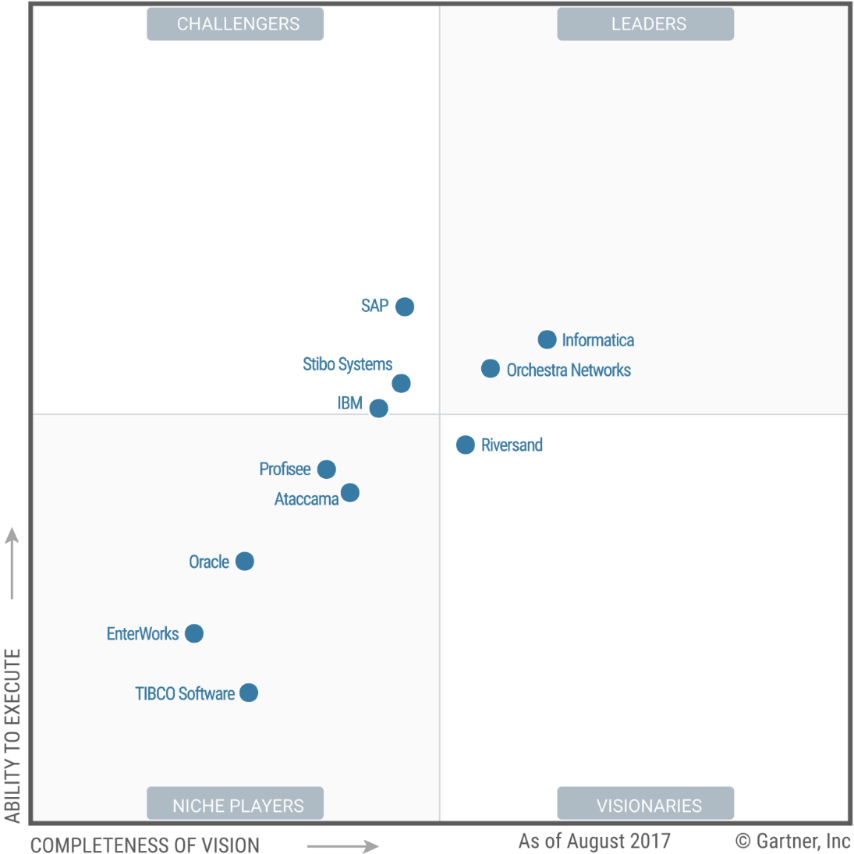 CHALLENGERS
LEADERS
SAP
Informatica
Stibo Systems
Orchestra Networks
IBM
Riversand
Profisee
Ataccama
Oracle
EnterWorks
TIBCO Software
ABILITY TO EXECUTE
NICHE PLAYERS
VISIONARIES
COMPLETENESS OF VISION
As of August 2017
© Gartner, Inc